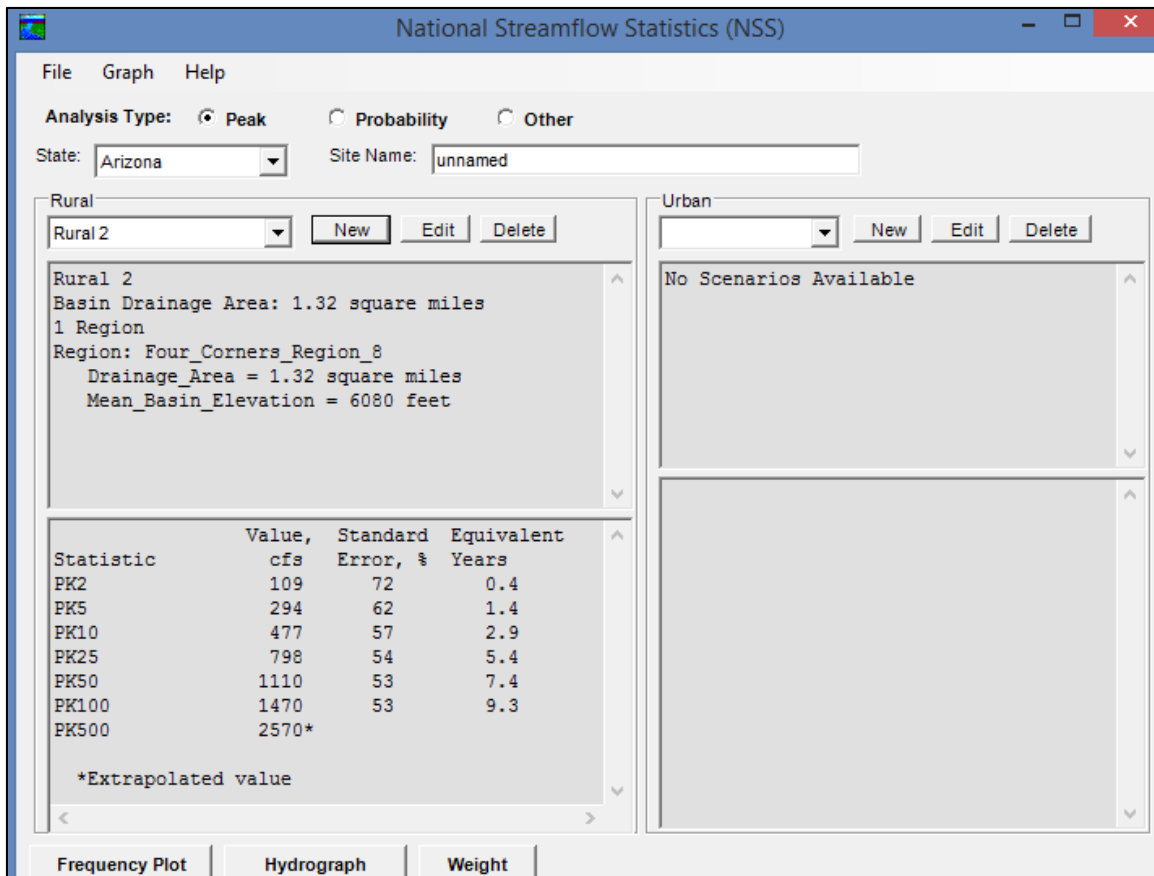 National Streamflow Statistics (NSS)
File Graph Help
Analysis Type: Peak Probability Other
State: Arizona Site Name: unnamed
Rural
Rural 2 New Edit Delete
Rural 2
Basin Drainage Area: 1.32 square miles
1 Region
Region: Four_Corners_Region_8
Drainage_Area = 1.32 square miles
Mean_Basin_Elevation = 6080 feet
Value, Standard Equivalent
Statistic cfs Error, % Years
PK2 109 72 0.4
PK5 294 62 1.4
PK10 477 57 2.9
PK25 798 54 5.4
PK50 1110 53 7.4
PK100 1470 53 9.3
PK500 2570*
*Extrapolated value
Urban
New Edit Delete
No Scenarios Available
Frequency Plot Hydrograph Weight